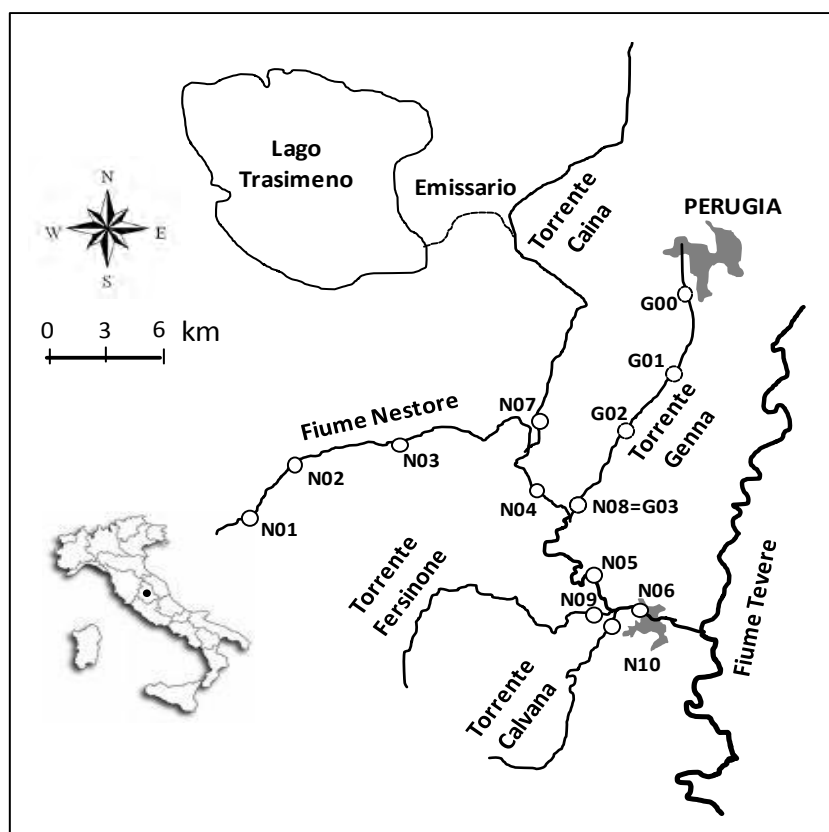 Lago
Trasimeno
Emissario
Torrente
Caina
PERUGIA
N
W
E
S
0 3 6 km
G00
G01
G02
Torrente
Genna
N07
Fiume Nestore
N03
N02
N01
N04
N08=G03
N05
N06
N09
N10
Torrente
Fersinone
Torrente
Calvana
Fiume Tevere